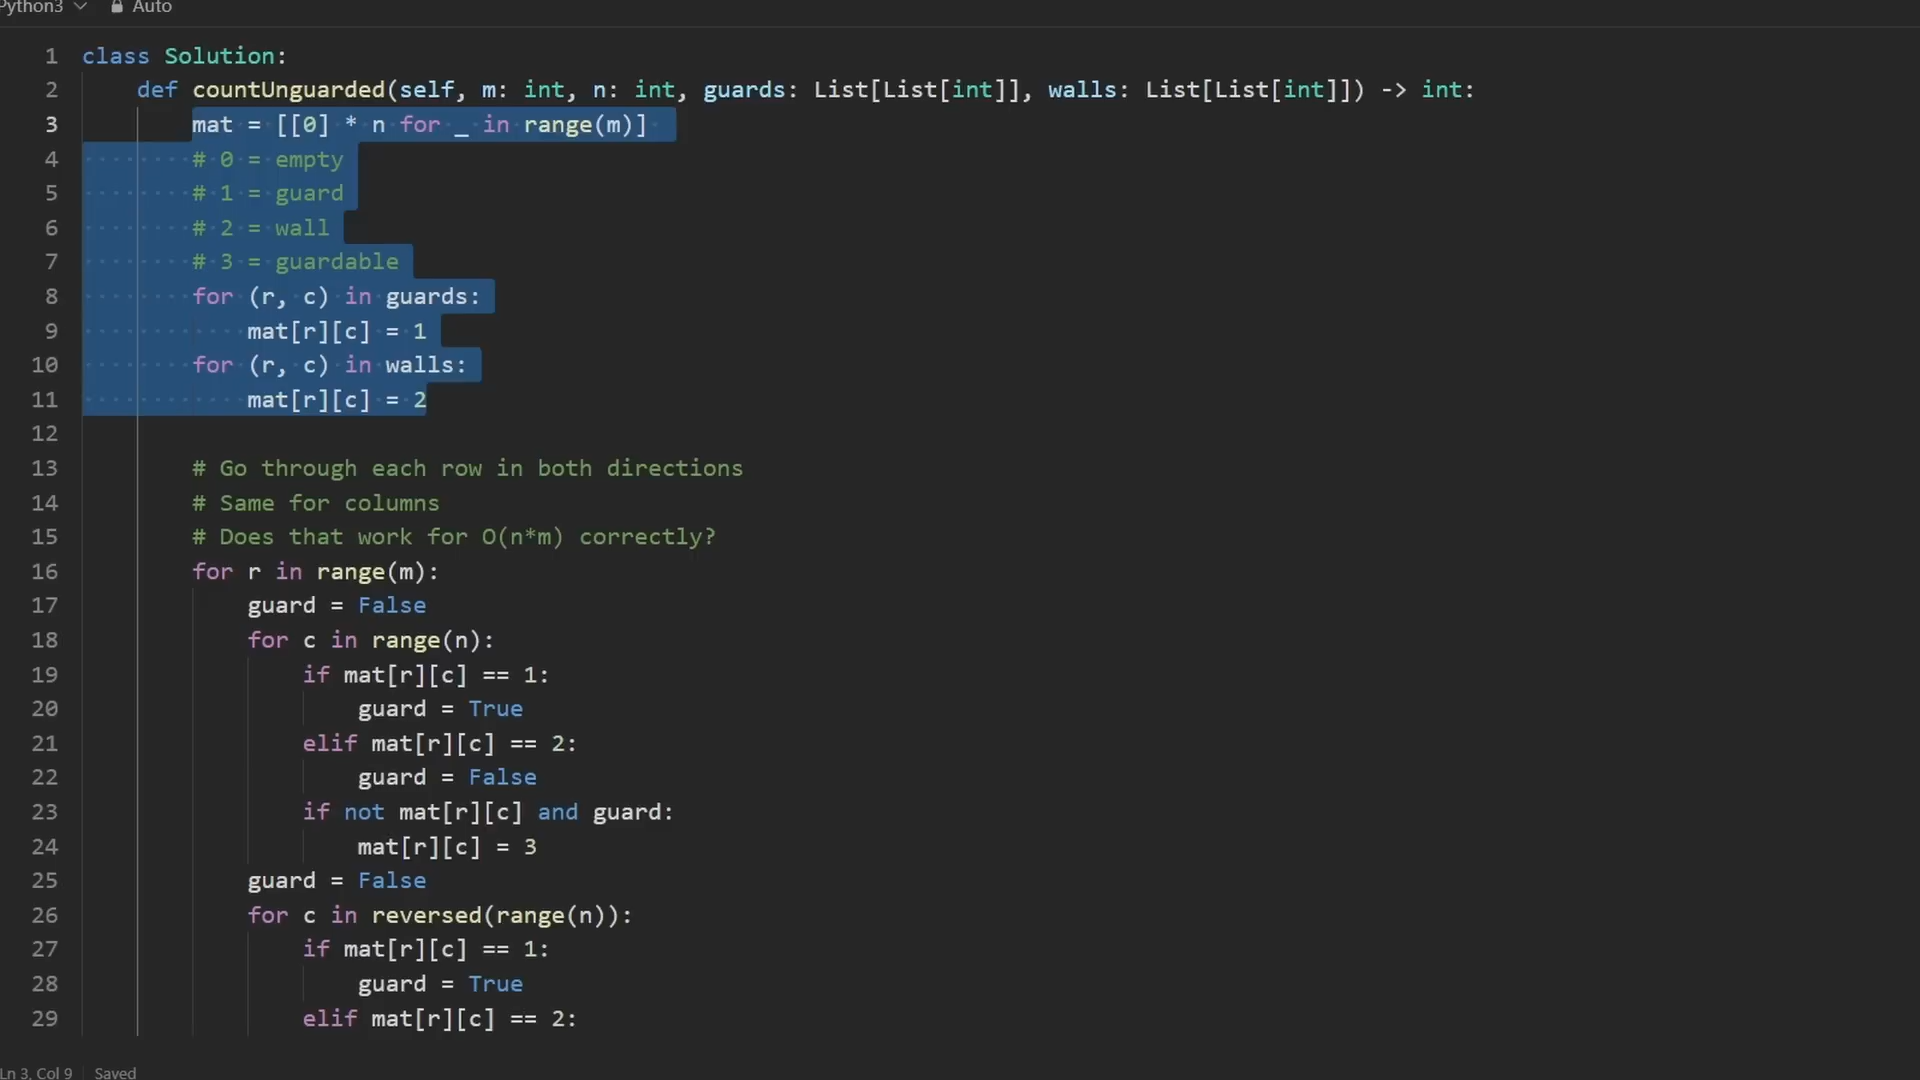 Python3 Auto
1 class Solution:
2 def countUnguarded(self, m: int, n: int, guards: List[List[int]], walls: List[List[int]]) -> int:
3 mat = [[0] * n for _ in range(m)]
4 # 0 = empty
5 # 1 = guard
6 # 2 = wall
7 # 3 = guardable
8 for (r, c) in guards:
9 mat[r][c] = 1
10 for (r, c) in walls:
11 mat[r][c] = 2
12
13 # Go through each row in both directions
14 # Same for columns
15 # Does that work for O(n*m) correctly?
16 for r in range(m):
17 guard = False
18 for c in range(n):
19 if mat[r][c] == 1:
20 guard = True
21 elif mat[r][c] == 2:
22 guard = False
23 if not mat[r][c] and guard:
24 mat[r][c] = 3
25 guard = False
26 for c in reversed(range(n)):
27 if mat[r][c] == 1:
28 guard = True
29 elif mat[r][c] == 2:
Ln 3, Col 9 Saved